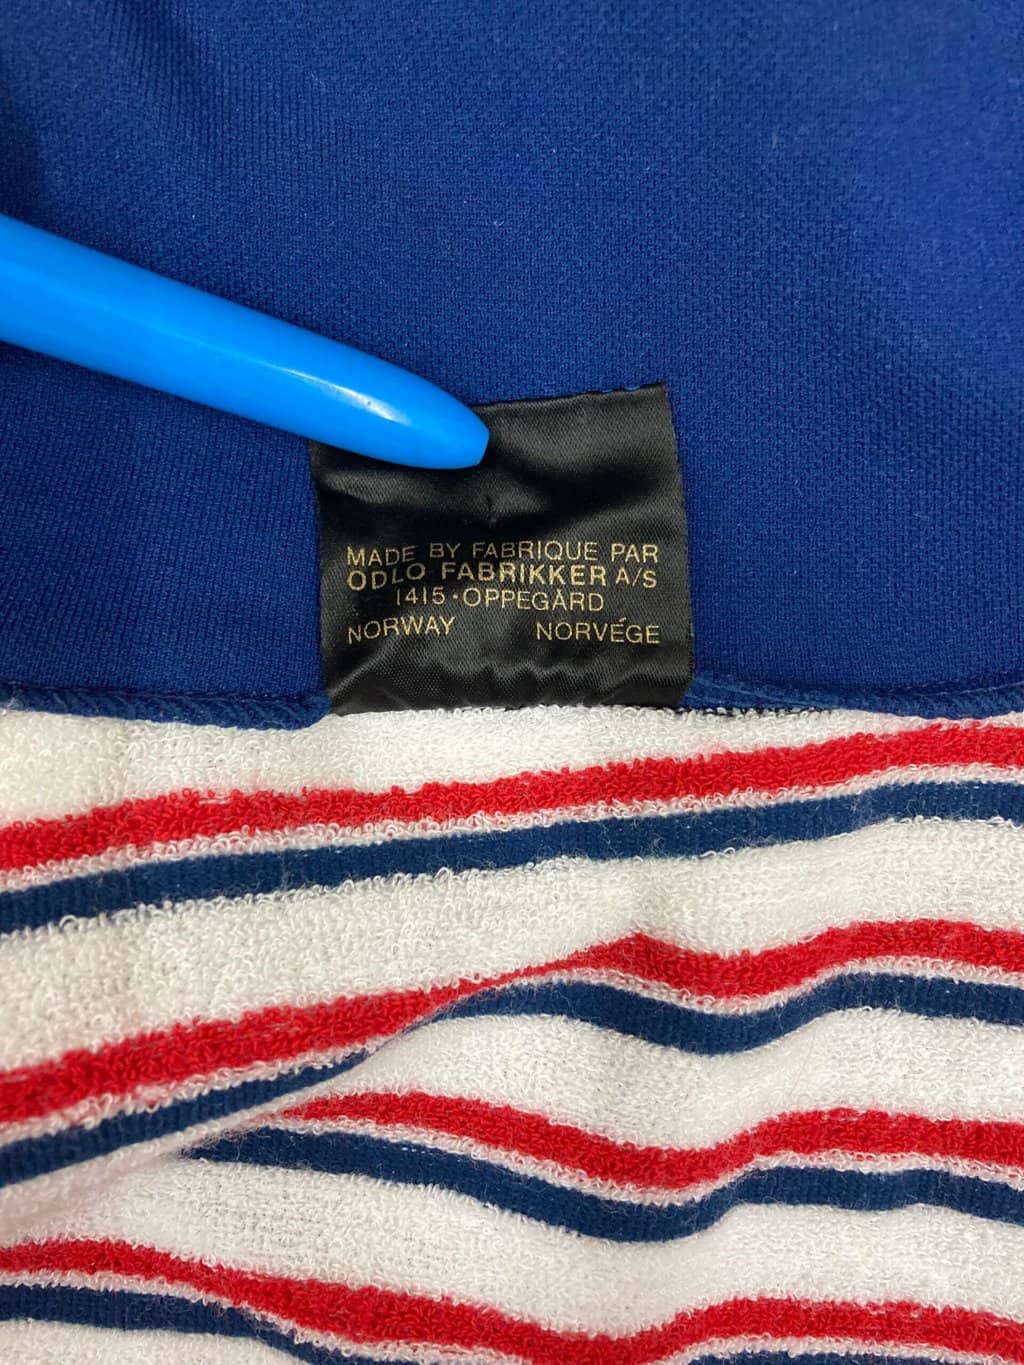 MADE BY FABRIQUE PAR
ODLO FABRIKKER A/S
1415·OPPEGÅRD
NORWAY NORVÉGE